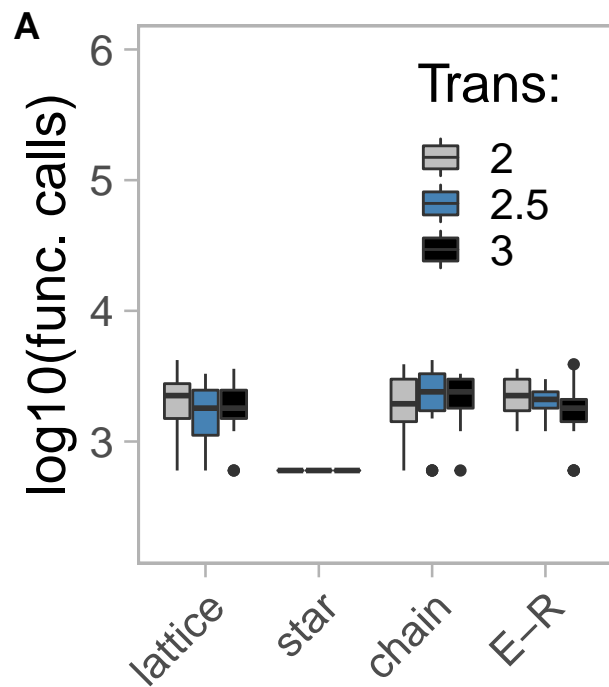 A
log10(func. calls)
6
5
4
3
Trans:
2
2.5
3
lattice
star
chain
E−R